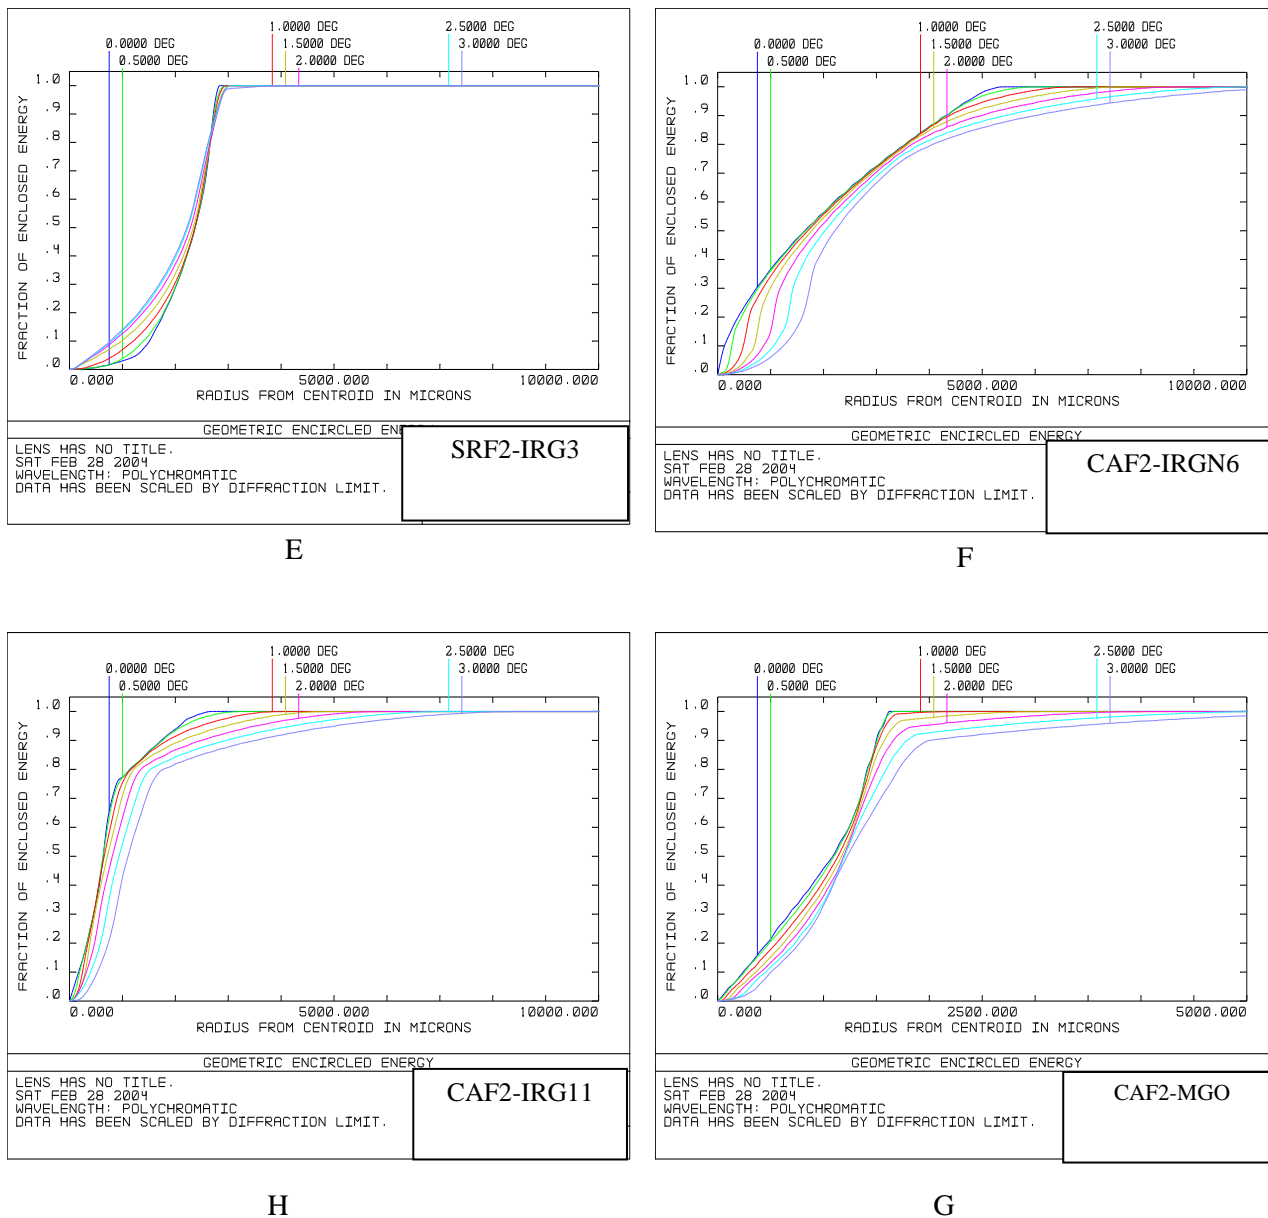 1.0000 DEG 2.5000 DEG
0.0000 DEG 1.5000 DEG 3.0000 DEG
0.5000 DEG 2.0000 DEG
FRACTION OF ENCLOSED ENERGY
1.0
.9
.8
.7
.6
.5
.4
.3
.2
.1
.0
0.000 5000.000 10000.000
RADIUS FROM CENTROID IN MICRONS
GEOMETRIC ENCIRCLED ENERGY
LENS HAS NO TITLE.
SAT FEB 28 2004
WAVELENGTH: POLYCHROMATIC
DATA HAS BEEN SCALED BY DIFFRACTION LIMIT.
SRF2-IRG3
E
2.5000 DEG
0.0000 DEG 1.0000 DEG 3.0000 DEG
0.5000 DEG 1.5000 DEG
2.0000 DEG
FRACTION OF ENCLOSED ENERGY
1.0
.9
.8
.7
.6
.5
.4
.3
.2
.1
.0
0.000 5000.000 10000.000
RADIUS FROM CENTROID IN MICRONS
GEOMETRIC ENCIRCLED ENERGY
LENS HAS NO TITLE.
SAT FEB 28 2004
WAVELENGTH: POLYCHROMATIC
DATA HAS BEEN SCALED BY DIFFRACTION LIMIT.
CAF2-IRGN6
F
1.0000 DEG 2.5000 DEG
0.0000 DEG 1.5000 DEG 3.0000 DEG
0.5000 DEG 2.0000 DEG
FRACTION OF ENCLOSED ENERGY
1.0
.9
.8
.7
.6
.5
.4
.3
.2
.1
.0
0.000 5000.000 10000.000
RADIUS FROM CENTROID IN MICRONS
GEOMETRIC ENCIRCLED ENERGY
LENS HAS NO TITLE.
SAT FEB 28 2004
WAVELENGTH: POLYCHROMATIC
DATA HAS BEEN SCALED BY DIFFRACTION LIMIT.
CAF2-IRG11
H
1.0000 DEG 2.5000 DEG
0.0000 DEG 1.5000 DEG 3.0000 DEG
0.5000 DEG 2.0000 DEG
FRACTION OF ENCLOSED ENERGY
1.0
.9
.8
.7
.6
.5
.4
.3
.2
.1
.0
0.000 2500.000 5000.000
RADIUS FROM CENTROID IN MICRONS
GEOMETRIC ENCIRCLED ENERGY
LENS HAS NO TITLE.
SAT FEB 28 2004
WAVELENGTH: POLYCHROMATIC
DATA HAS BEEN SCALED BY DIFFRACTION LIMIT.
CAF2-MGO
G